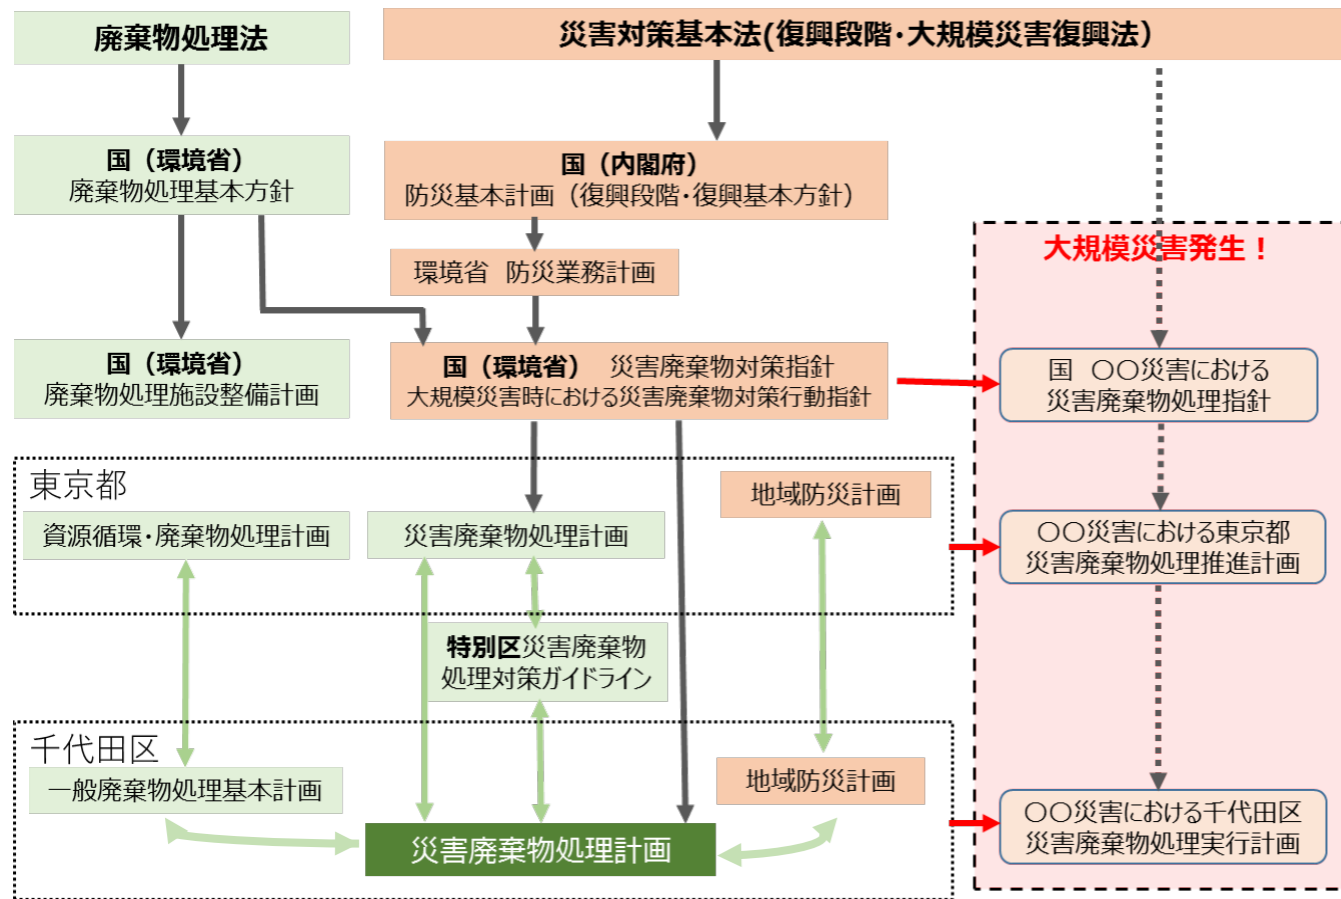 廃棄物処理法
災害対策基本法(復興段階・大規模災害復興法)
国（環境省）
廃棄物処理基本方針
国（内閣府）
防災基本計画（復興段階・復興基本方針）
大規模災害発生！
環境省　防災業務計画
国（環境省）
廃棄物処理施設整備計画
国（環境省）　災害廃棄物対策指針
大規模災害時における災害廃棄物対策行動指針
国　〇〇災害における
災害廃棄物処理指針
東京都
資源循環・廃棄物処理計画
災害廃棄物処理計画
地域防災計画
〇〇災害における東京都
災害廃棄物処理推進計画
特別区災害廃棄物
処理対策ガイドライン
千代田区
一般廃棄物処理基本計画
地域防災計画
災害廃棄物処理計画
〇〇災害における千代田区
災害廃棄物処理実行計画